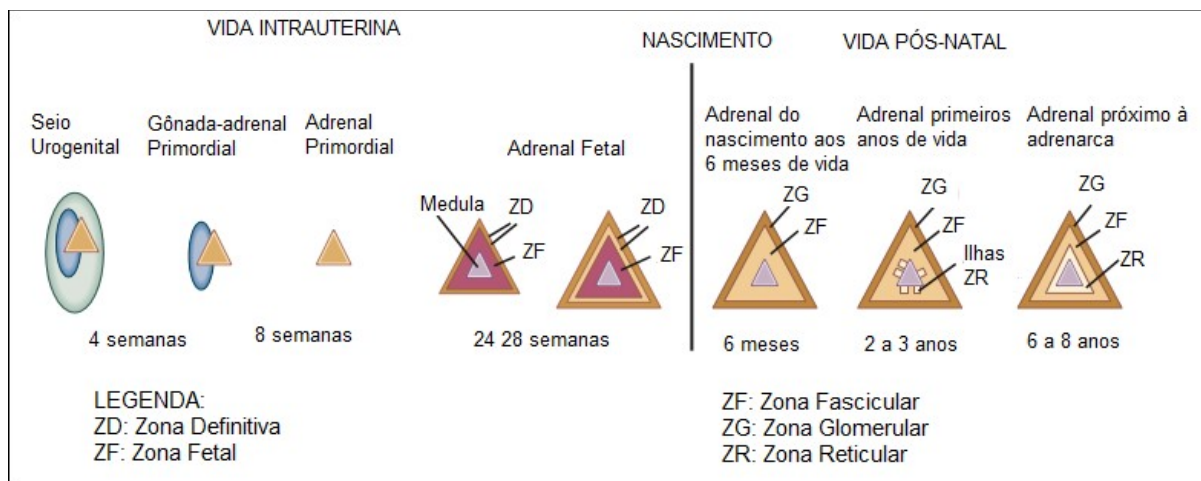 VIDA INTRAUTERINA
NASCIMENTO
VIDA PÓS-NATAL
Seio
Urogenital
Gônada-adrenal
Primordial
Adrenal
Primordial
Adrenal Fetal
Adrenal do
nascimento aos
6 meses de vida
Adrenal primeiros
anos de vida
Adrenal próximo à
adrenarca
Medula
ZD
ZF
ZD
ZF
ZG
ZF
ZG
ZF
Ilhas
ZR
ZG
ZF
ZR
4 semanas
8 semanas
24 28 semanas
6 meses
2 a 3 anos
6 a 8 anos
LEGENDA:
ZD: Zona Definitiva
ZF: Zona Fetal
ZF: Zona Fascicular
ZG: Zona Glomerular
ZR: Zona Reticular